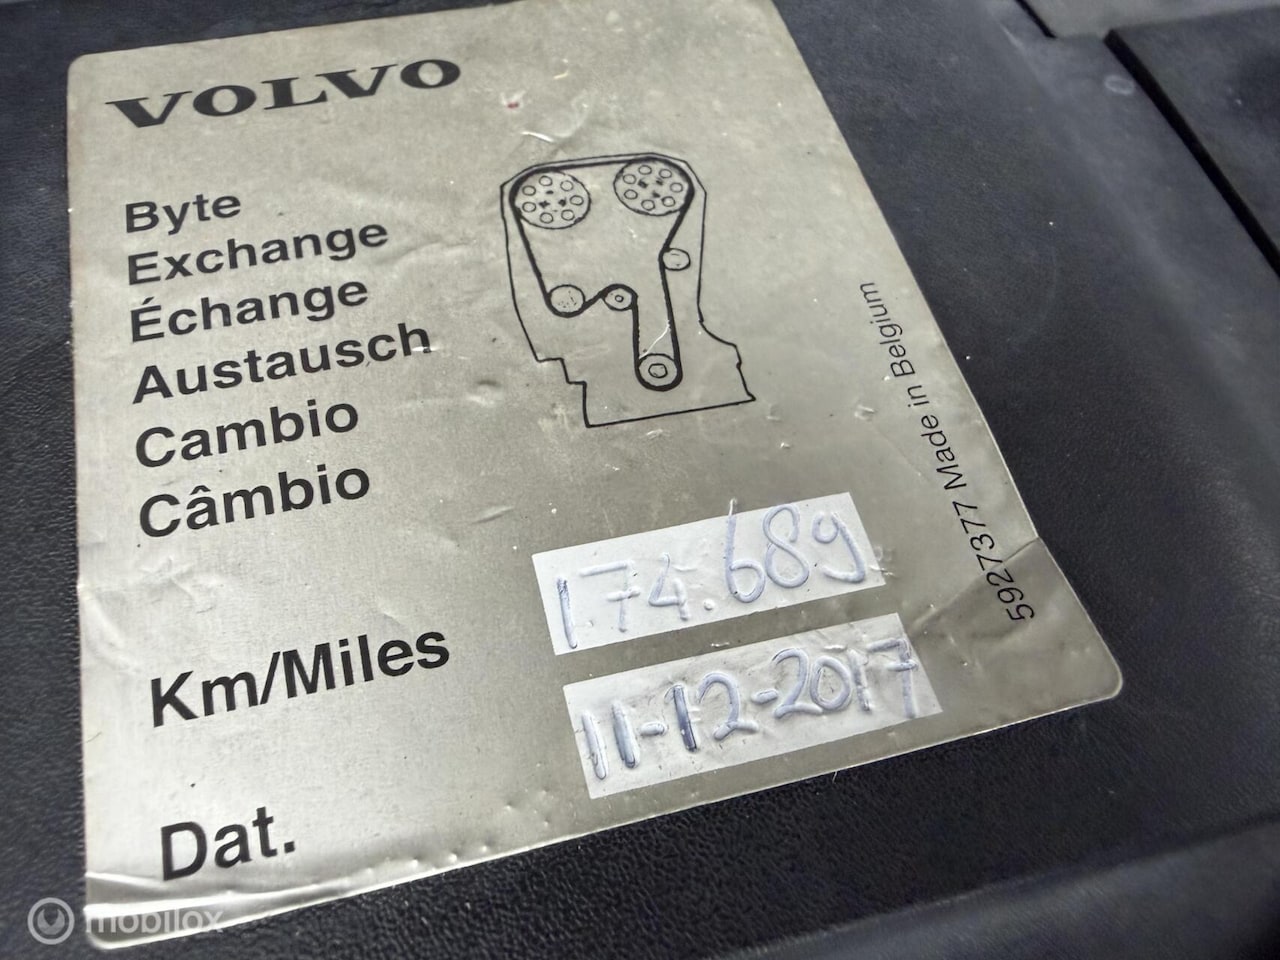 VOLVO
Byte
Exchange
Échange
Austausch
Cambio
Câmbio
Km/Miles
174.689
11-12-2017
Dat.
5927377 Made in Belgium
mobilox